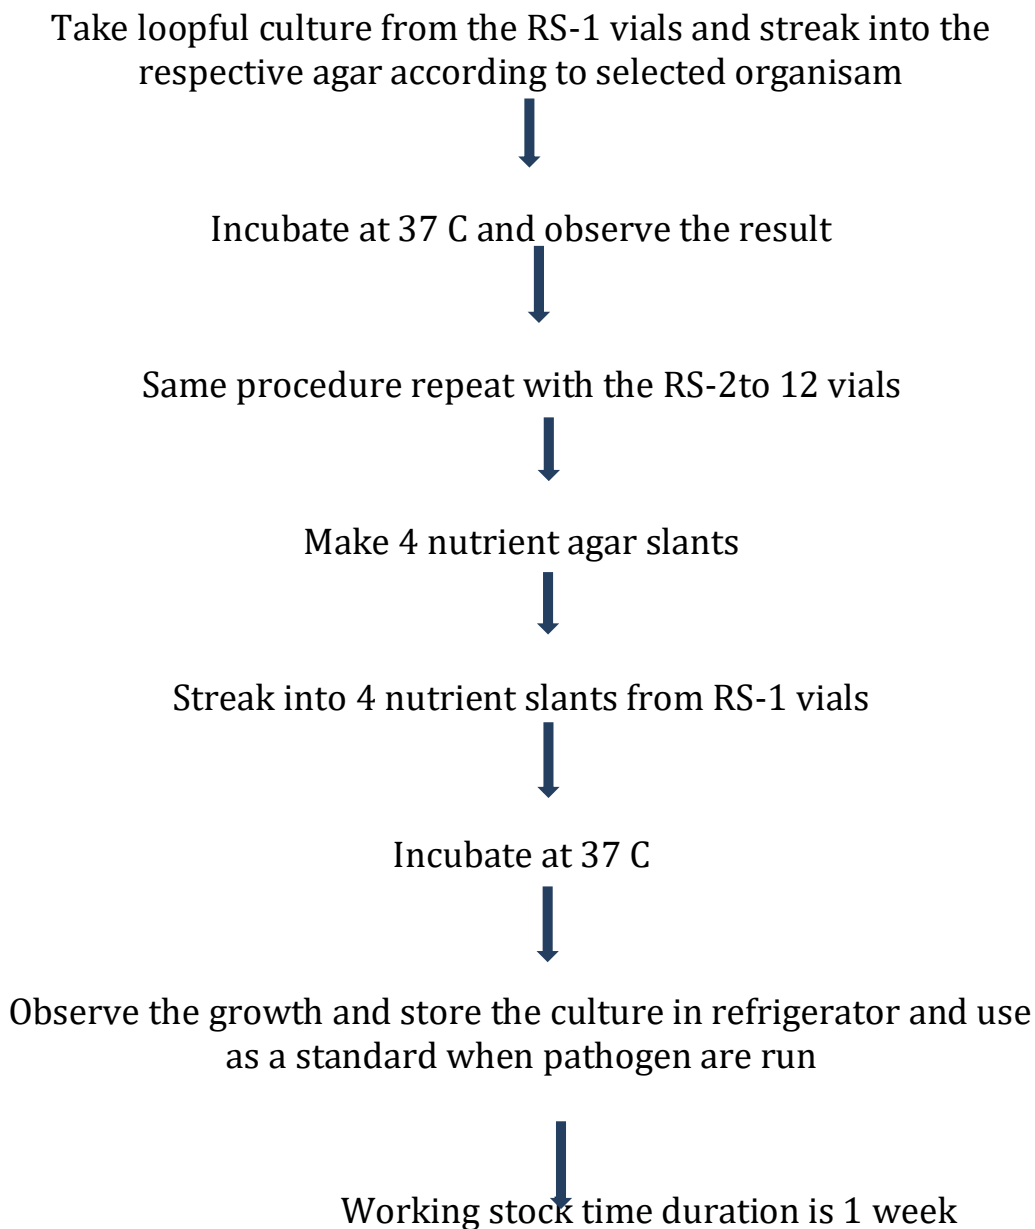 Take loopful culture from the RS-1 vials and streak into the
respective agar according to selected organisam
Incubate at 37 C and observe the result
Same procedure repeat with the RS-2to 12 vials
Make 4 nutrient agar slants
Streak into 4 nutrient slants from RS-1 vials
Incubate at 37 C
Observe the growth and store the culture in refrigerator and use
as a standard when pathogen are run
Working stock time duration is 1 week